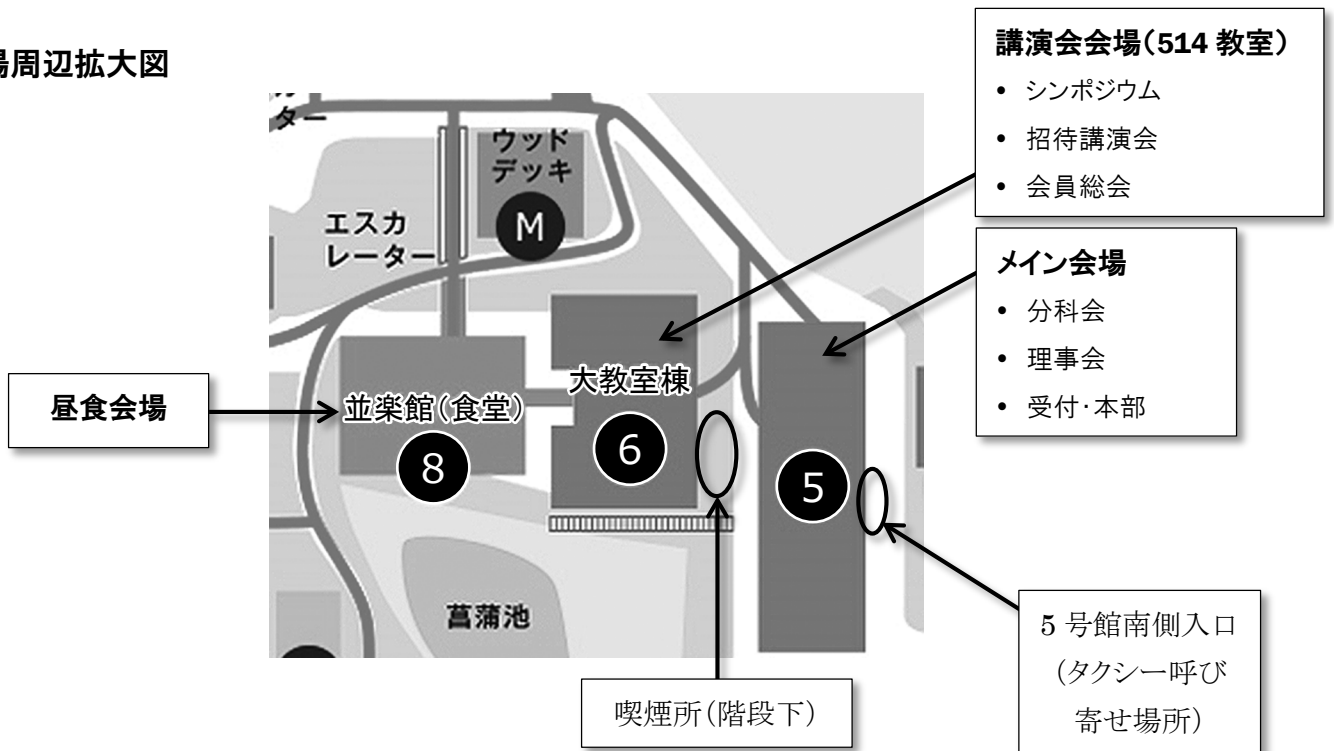 場周辺拡大図
講演会会場（514 教室）
• シンポジウム
• 招待講演会
• 会員総会
メイン会場
• 分科会
• 理事会
• 受付・本部
ター
ウッド
デッキ
M
エスカ
レーター
昼食会場
並楽館（食堂）
8
大教室棟
6
5
菖蒲池
喫煙所（階段下）
5 号館南側入口
（タクシー呼び
寄せ場所）